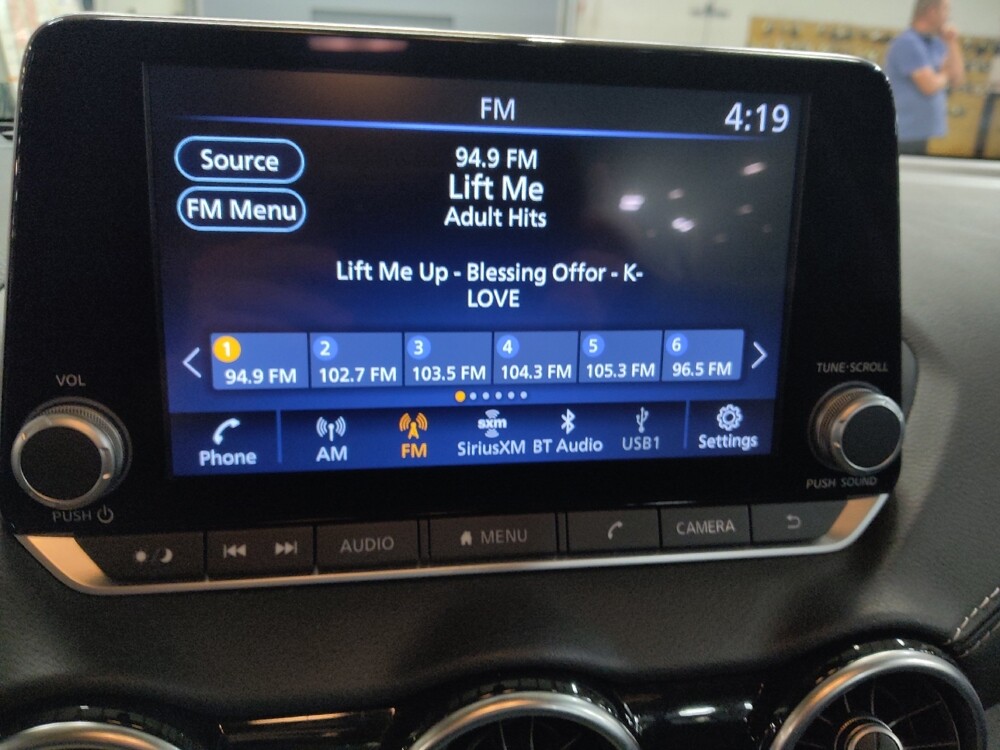 FM
4:19
Source
94.9 FM
Lift Me
FM Menu
Adult Hits
Lift Me Up - Blessing Offor - K-
LOVE
1 2 3 4 5 6
94.9 FM 102.7 FM 103.5 FM 104.3 FM 105.3 FM 96.5 FM
VOL
TUNE·SCROLL
sxm
Phone AM FM SiriusXM BT Audio USB1 Settings
PUSH
PUSH SOUND
AUDIO MENU CAMERA